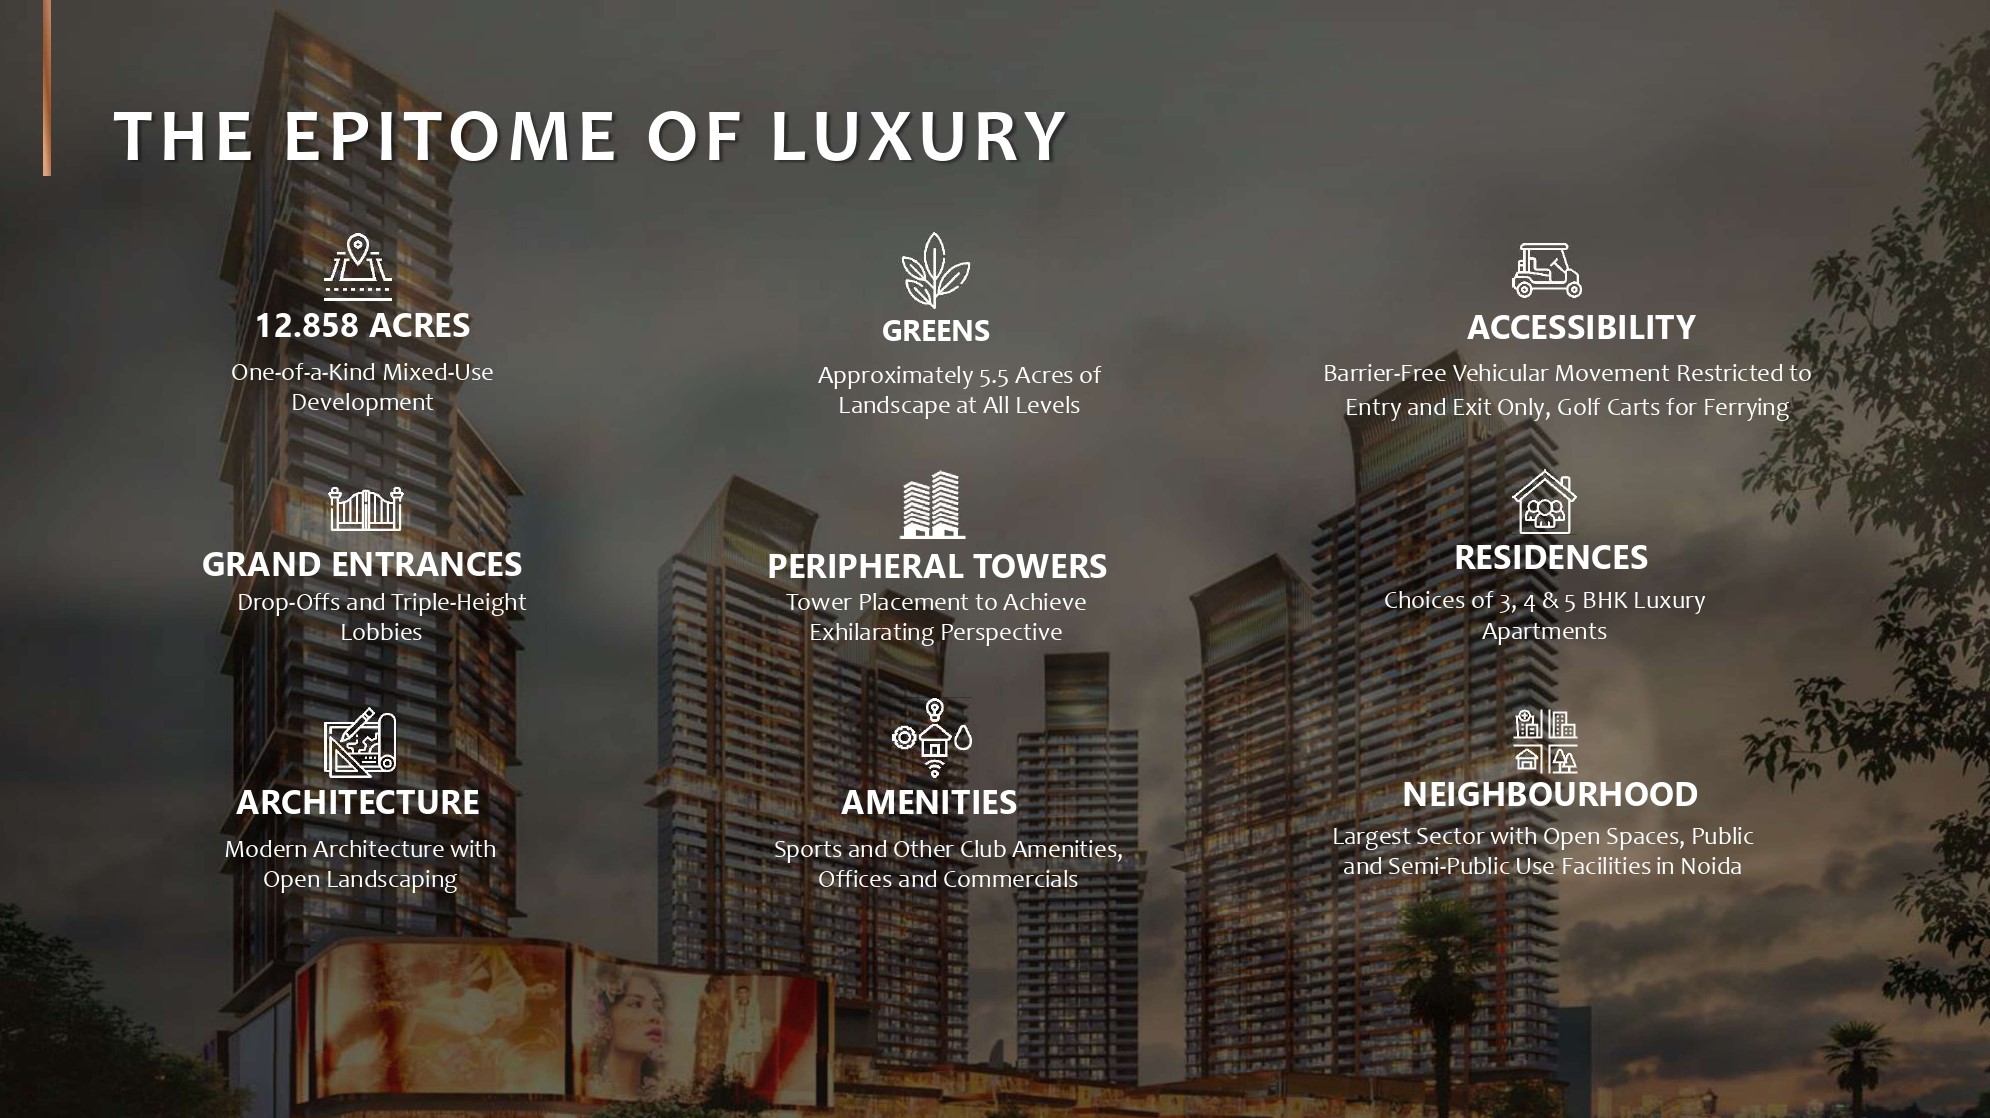 THE EPITOME OF LUXURY
12.858 ACRES
One-of-a-Kind Mixed-Use
Development
GREENS
Approximately 5.5 Acres of
Landscape at All Levels
ACCESSIBILITY
Barrier-Free Vehicular Movement Restricted to
Entry and Exit Only, Golf Carts for Ferrying
GRAND ENTRANCES
Drop-Offs and Triple-Height
Lobbies
PERIPHERAL TOWERS
Tower Placement to Achieve
Exhilarating Perspective
RESIDENCES
Choices of 3, 4 & 5 BHK Luxury
Apartments
ARCHITECTURE
Modern Architecture with
Open Landscaping
AMENITIES
Sports and Other Club Amenities,
Offices and Commercials
NEIGHBOURHOOD
Largest Sector with Open Spaces, Public
and Semi-Public Use Facilities in Noida